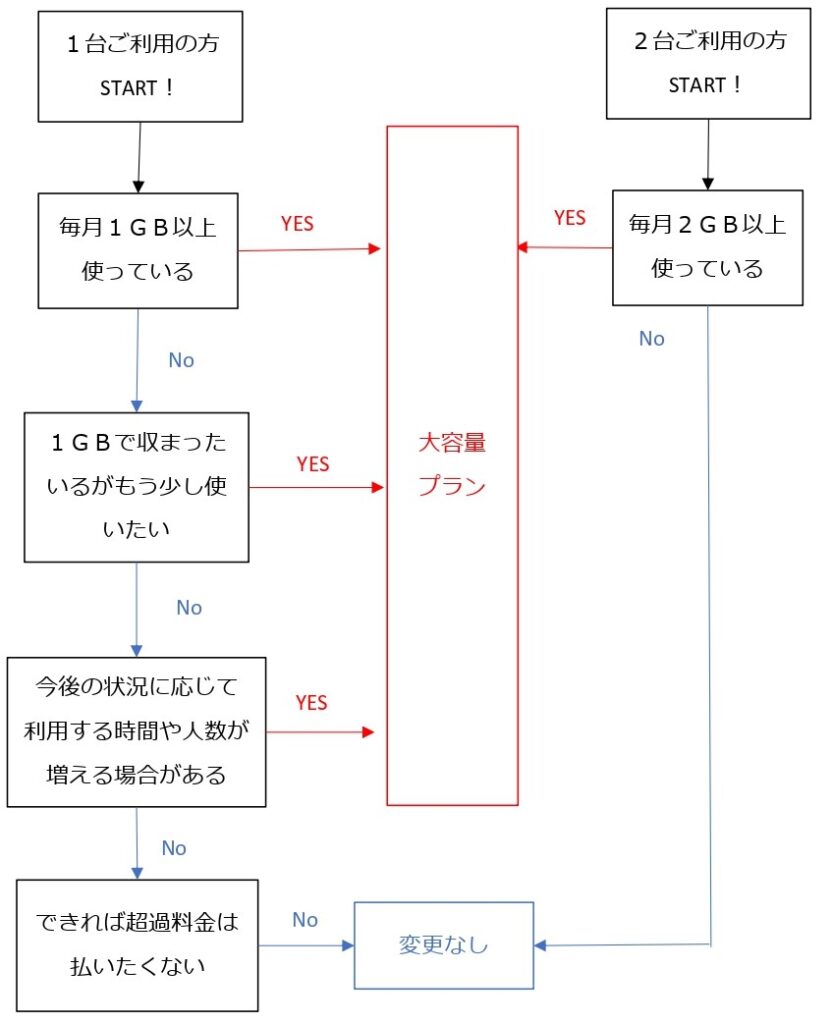 １台ご利用の方
START！
２台ご利用の方
START！
毎月１ＧＢ以上
使っている
YES
YES
毎月２ＧＢ以上
使っている
No
No
１ＧＢで収まった
いるがもう少し使
いたい
YES
大容量
プラン
No
今後の状況に応じて
利用する時間や人数が
増える場合がある
YES
No
できれば超過料金は
払いたくない
No
変更なし